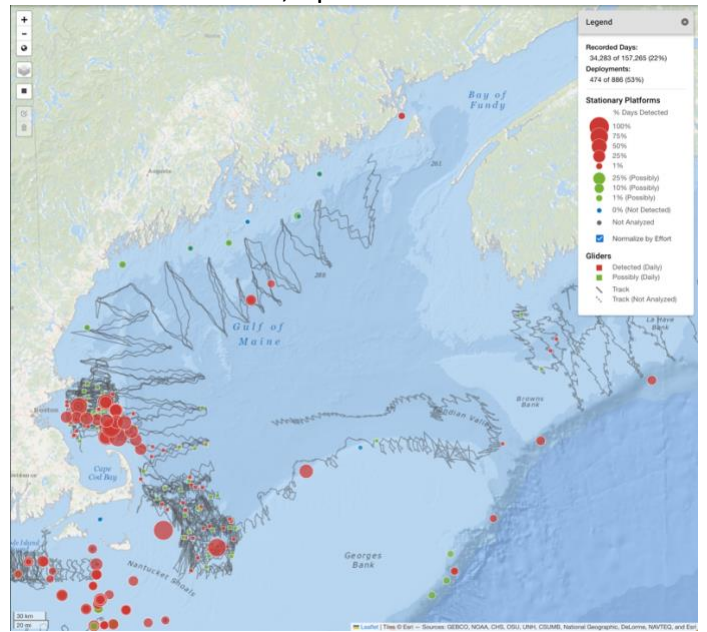 +
−
Legend
Recorded Days:
34,283 of 157,265 (22%)
Deployments:
474 of 886 (53%)
Stationary Platforms
% Days Detected
100%
75%
50%
25%
1%
25% (Possibly)
10% (Possibly)
1% (Possibly)
0% (Not Detected)
Not Analyzed
Normalize by Effort
Gliders
Detected (Daily)
Possibly (Daily)
Track
Track (Not Analyzed)
Bay of
Fundy
261
Augusta
288
Gulf of
Maine
La Have
Bank
Browns
Bank
Boston
Cape
Cod Bay
Georges
Bank
Nantucket Shoals
30 km
20 mi
Leaflet | Tiles © Esri — Sources: GEBCO, NOAA, CHS, OSU, UNH, CSUMB, National Geographic, DeLorme, NAVTEQ, and Esri